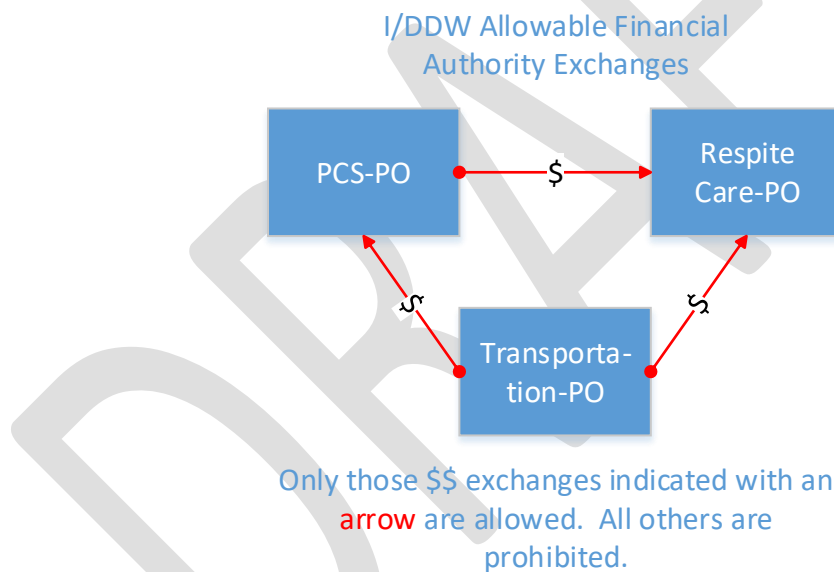 I/DDW Allowable Financial
Authority Exchanges
PCS-PO
$
Respite
Care-PO
$
$
Transporta-
tion-PO
Only those $$ exchanges indicated with an
arrow are allowed.  All others are
prohibited.
DRAF